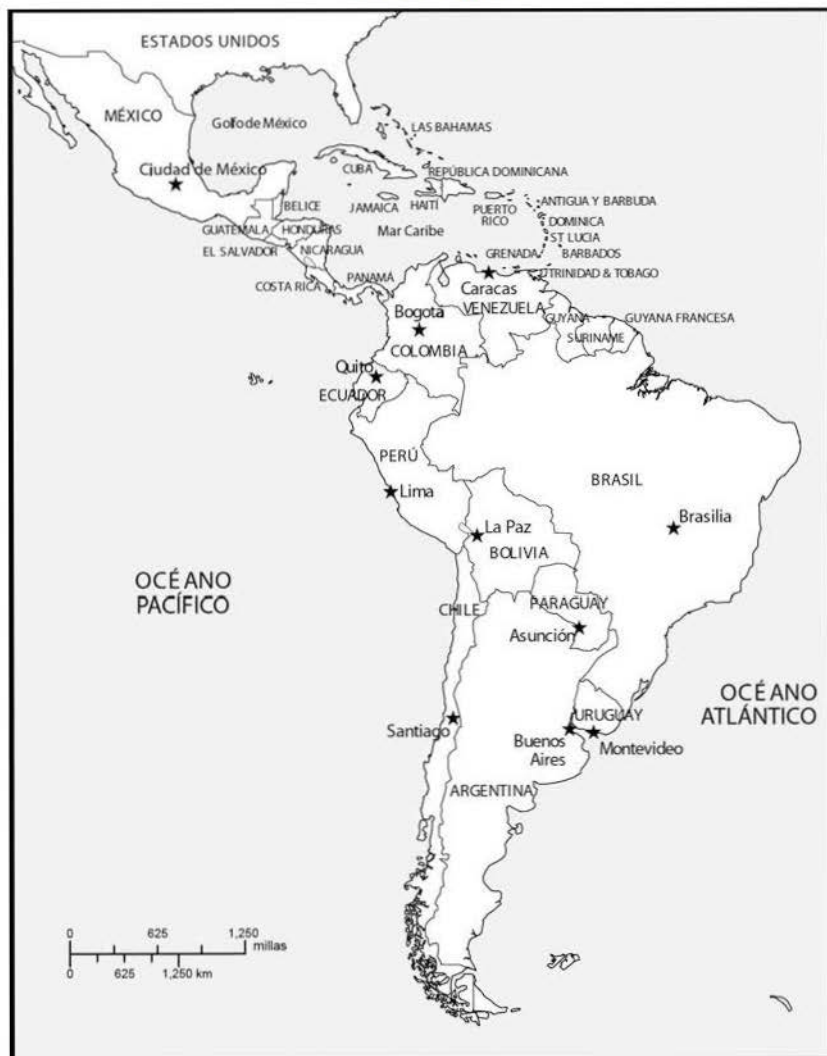 ESTADOS UNIDOS
MÉXICO
Golfo de México
LAS BAHAMAS
Ciudad de México
CUBA
REPÚBLICA DOMINICANA
BELICE
JAMAICA
HAITÍ
PUERTO
RICO
ANTIGUA Y BARBUDA
DOMINICA
GUATEMALA
HONDURAS
Mar Caribe
ST LUCIA
EL SALVADOR
NICARAGUA
GRENADA
BARBADOS
COSTA RICA
PANAMÁ
Caracas
UTRINIDAD & TOBAGO
VENEZUELA
Bogotá
GUYANA
GUYANA FRANCESA
SURINAME
COLOMBIA
Quito
ECUADOR
PERÚ
BRASIL
Lima
La Paz
Brasilia
BOLIVIA
OCÉANO
PACÍFICO
CHILE
PARAGUAY
Asunción
OCÉANO
ATLÁNTICO
URUGUAY
Santiago
Buenos
Aires
Montevideo
ARGENTINA
0 625 1,250
millas
0 625 1,250 km